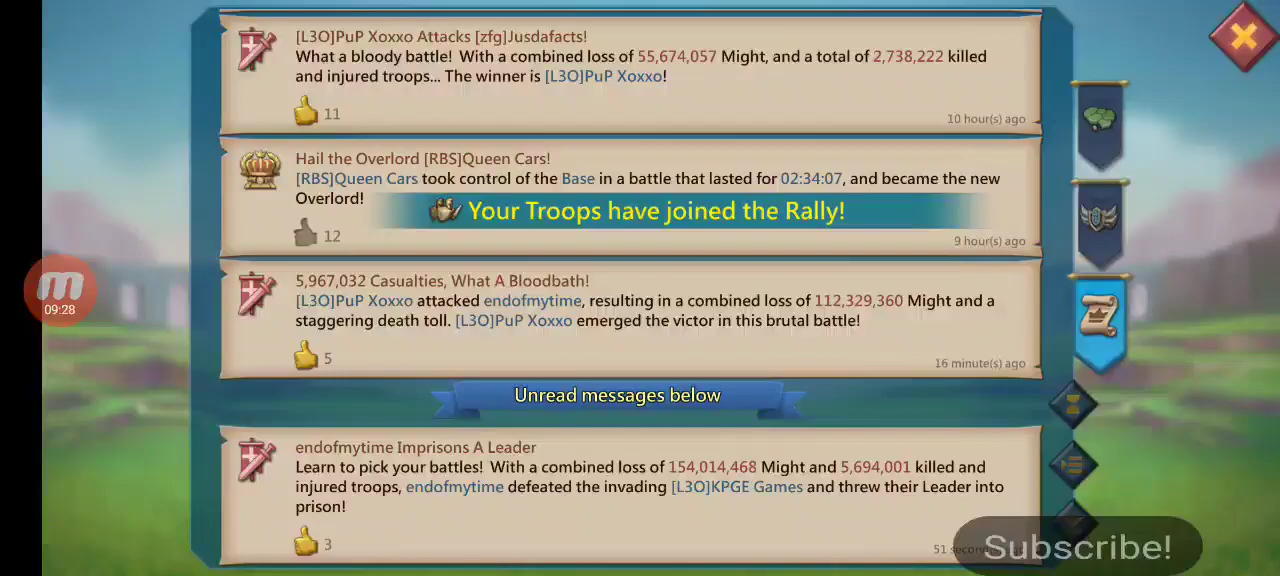 [L3O]PuP Xoxxo Attacks [zfg]Jusdafacts!
What a bloody battle! With a combined loss of 55,674,057 Might, and a total of 2,738,222 killed
and injured troops... The winner is [L3O]PuP Xoxxo!
11
10 hour(s) ago
Hail the Overlord [RBS]Queen Cars!
[RBS]Queen Cars took control of the Base in a battle that lasted for 02:34:07, and became the new
Overlord!
Your Troops have joined the Rally!
12
9 hour(s) ago
09:28
5,967,032 Casualties, What A Bloodbath!
[L3O]PuP Xoxxo attacked endofmytime, resulting in a combined loss of 112,329,360 Might and a
staggering death toll. [L3O]PuP Xoxxo emerged the victor in this brutal battle!
5
16 minute(s) ago
Unread messages below
endofmytime Imprisons A Leader
Learn to pick your battles! With a combined loss of 154,014,468 Might and 5,694,001 killed and
injured troops, endofmytime defeated the invading [L3O]KPGE Games and threw their Leader into
prison!
3
51
Subscribe!